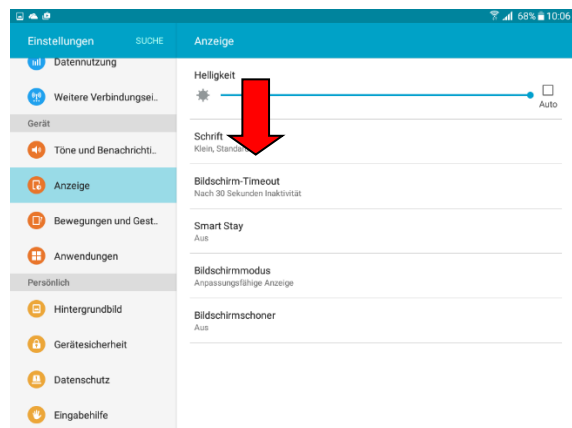 68% 10:06
Einstellungen SUCHE
Datennutzung
Weitere Verbindungsei..
Gerät
Töne und Benachrichti..
Anzeige
Bewegungen und Gest..
Anwendungen
Persönlich
Hintergrundbild
Gerätesicherheit
Datenschutz
Eingabehilfe
Anzeige
Helligkeit
Auto
Schrift
Klein,
Bildschirm-Timeout
Nach 30 Sekunden Inaktivität
Smart Stay
Aus
Bildschirmmodus
Anpassungsfähige Anzeige
Bildschirmschoner
Aus